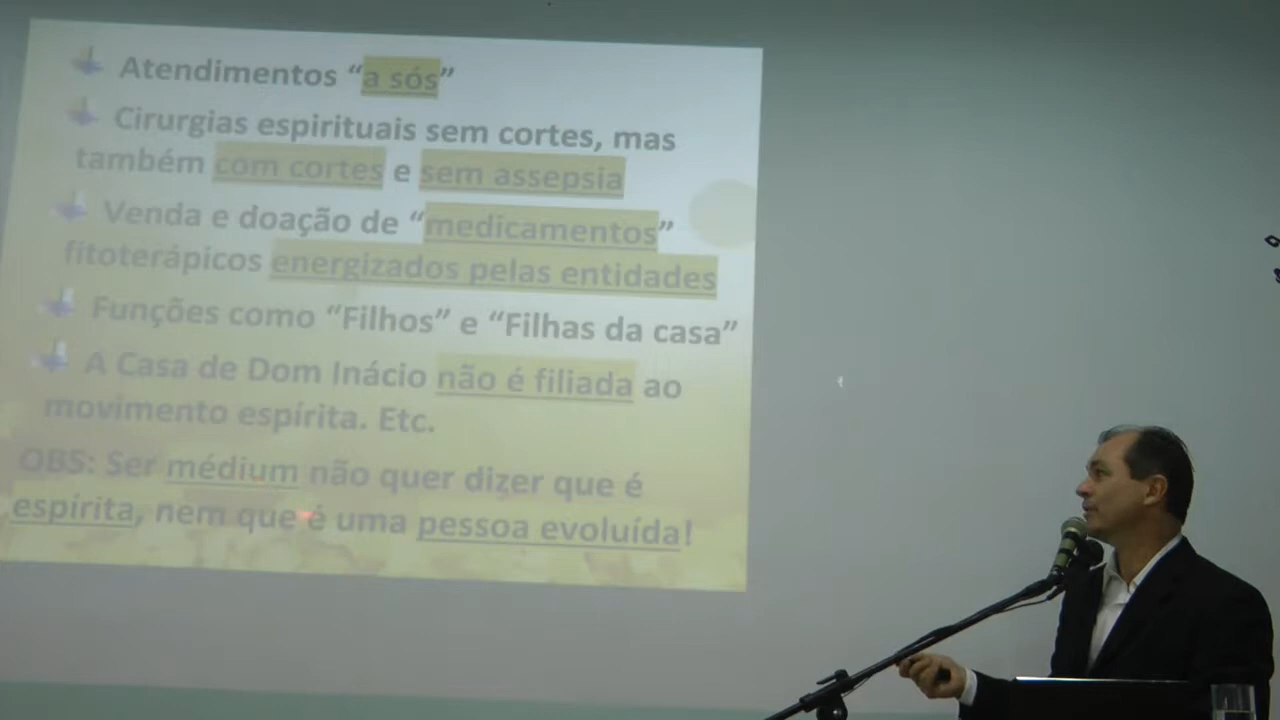 Atendimentos “a sós”
Cirurgias espirituais sem cortes, mas
também com cortes e sem assepsia
Venda e doação de “medicamentos”
fitoterápicos energizados pelas entidades
Funções como “Filhos” e “Filhas da casa”
A Casa de Dom Inácio não é filiada ao
movimento espírita. Etc.
OBS: Ser médium não quer dizer que é
espírita, nem que é uma pessoa evoluída!